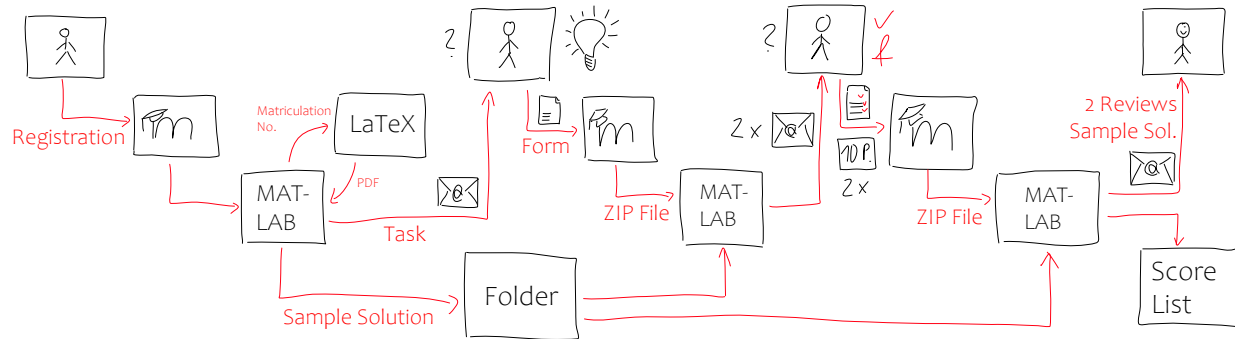 ?
?
Registration
m
Matriculation
No.
LaTeX
PDF
MAT-
LAB
Task
@
Form
m
ZIP File
MAT-
LAB
2 x
@
10 P.
2x
m
ZIP File
MAT-
LAB
2 Reviews
Sample Sol.
@
Sample Solution
Folder
Score
List